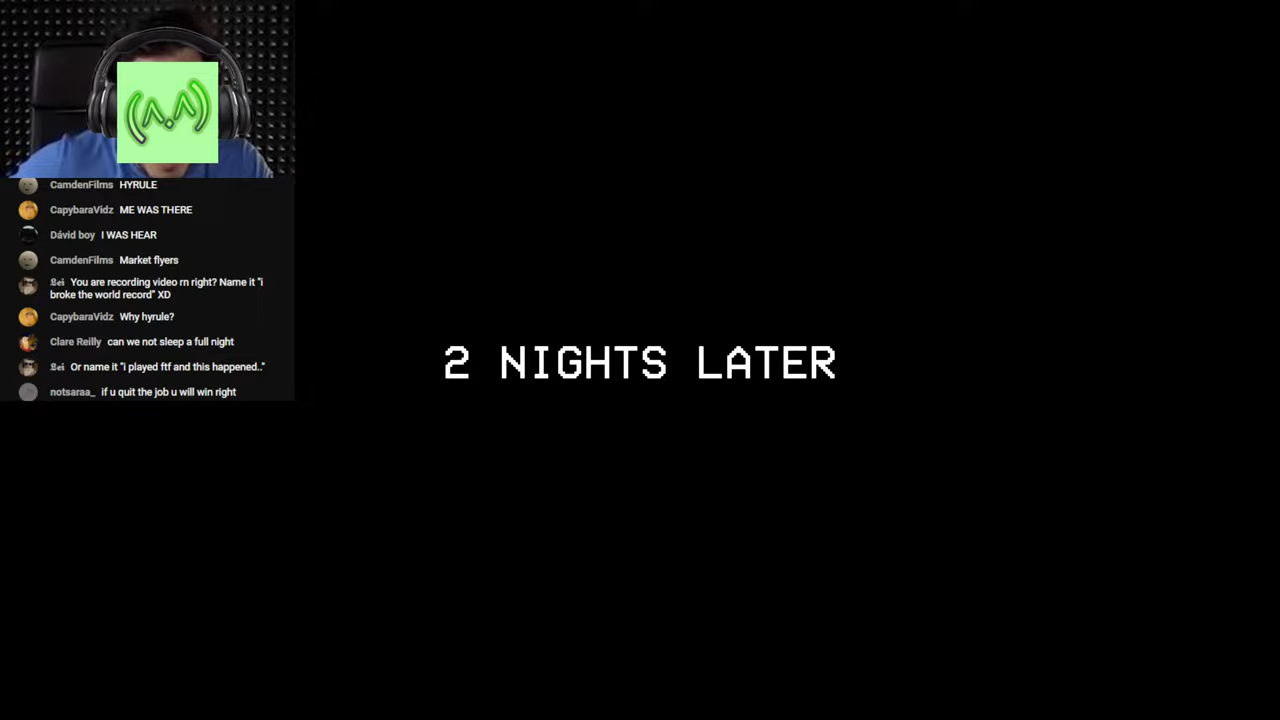 CamdenFilms HYRULE
CapybaraVidz ME WAS THERE
Dávid boy I WAS HEAR
CamdenFilms Market flyers
𝕷𝖊𝖎 You are recording video rn right? Name it "i
broke the world record" XD
CapybaraVidz Why hyrule?
Clare Reilly can we not sleep a full night
𝕷𝖊𝖎 Or name it "i played ftf and this happened.."
notsaraa_ if u quit the job u will win right
2 NIGHTS LATER
(^.^)